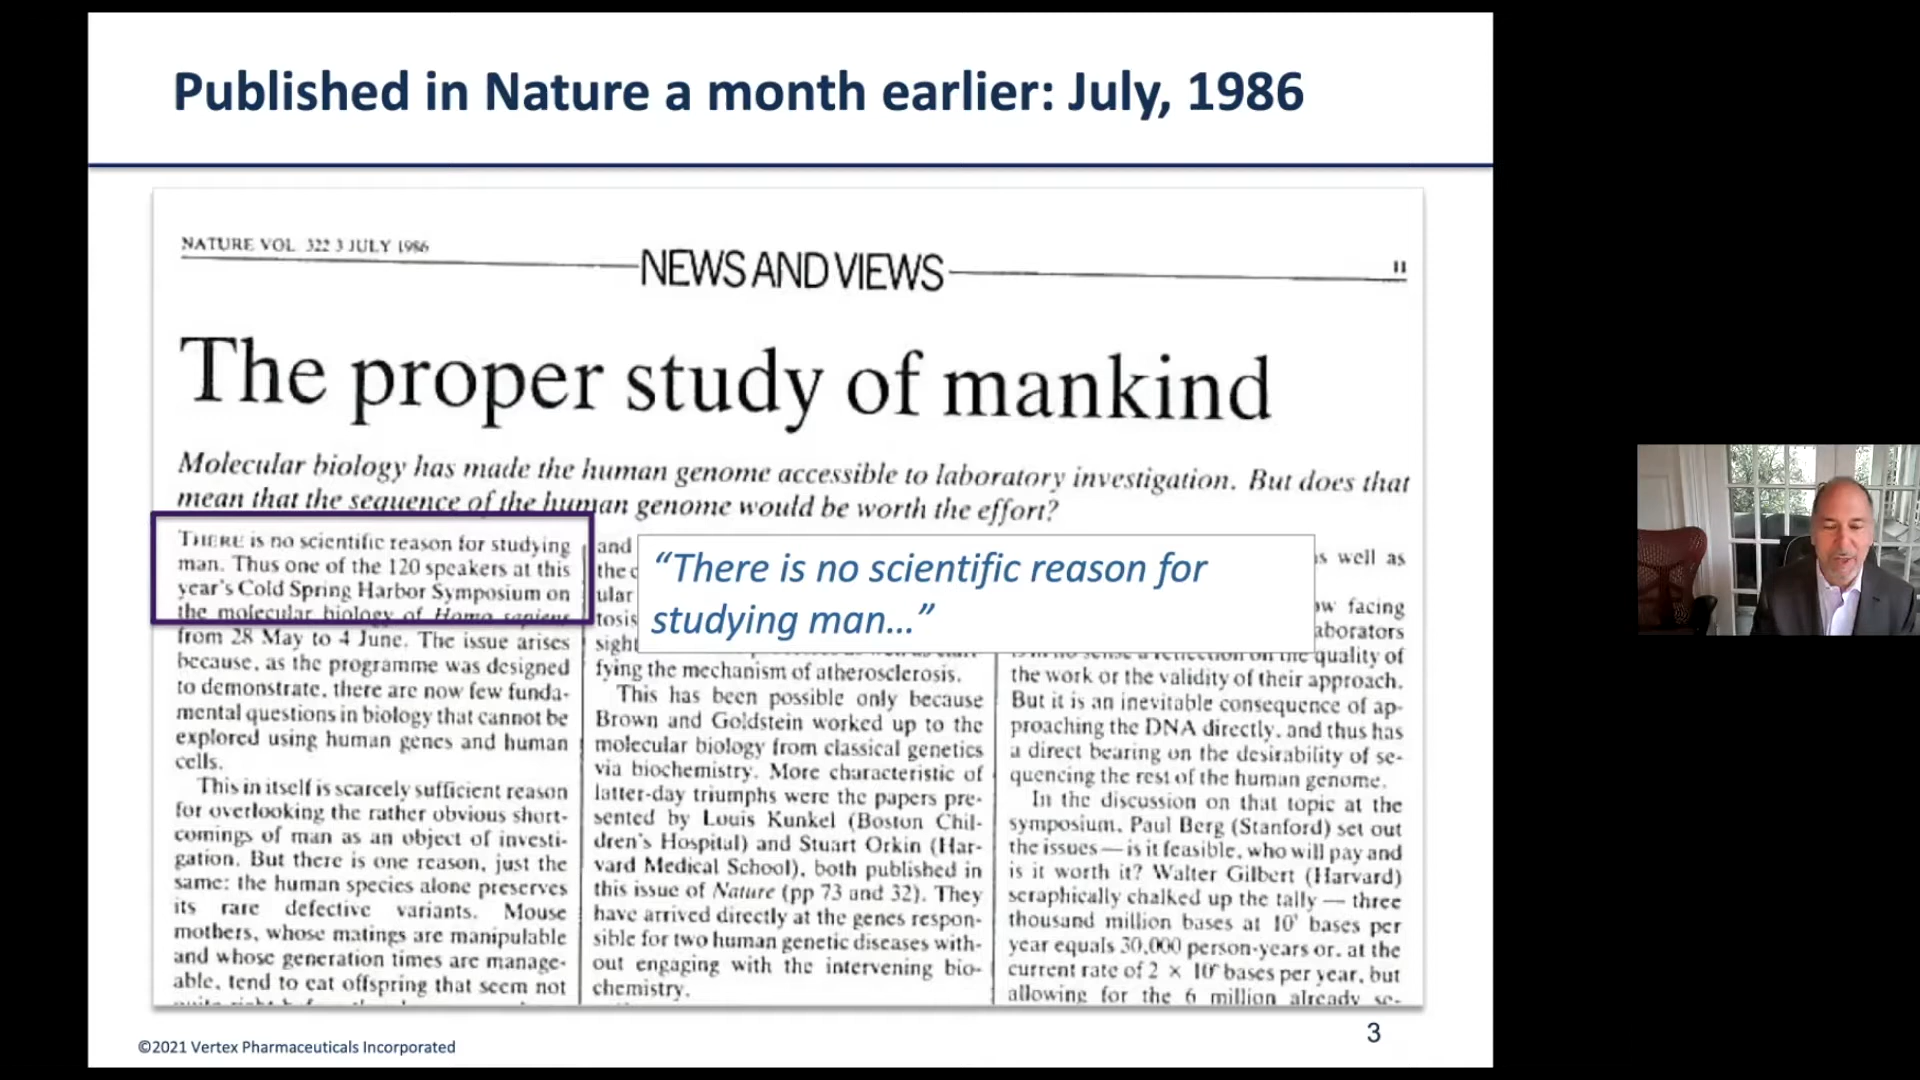 Published in Nature a month earlier: July, 1986
NATURE VOL. 322 3 JULY 1986
NEWS AND VIEWS
11
The proper study of mankind
Molecular biology has made the human genome accessible to laboratory investigation. But does that
mean that the sequence of the human genome would be worth the effort?
THERE is no scientific reason for studying
man. Thus one of the 120 speakers at this
year's Cold Spring Harbor Symposium on
the molecular biology of Homo sapiens
from 28 May to 4 June. The issue arises
because, as the programme was designed
to demonstrate, there are now few funda-
mental questions in biology that cannot be
explored using human genes and human
cells.
This in itself is scarcely sufficient reason
for overlooking the rather obvious short-
comings of man as an object of investi-
gation. But there is one reason, just the
same: the human species alone preserves
its rare defective variants. Mouse
mothers, whose matings are manipulable
and whose generation times are manage-
able, tend to eat offspring that seem not
and
the
ular
tosis
sight
fying the mechanism of atherosclerosis.
This has been possible only because
Brown and Goldstein worked up to the
molecular biology from classical genetics
via biochemistry. More characteristic of
latter-day triumphs were the papers pre-
sented by Louis Kunkel (Boston Chil-
dren's Hospital) and Stuart Orkin (Har-
vard Medical School), both published in
this issue of Nature (pp 73 and 32). They
have arrived directly at the genes respon-
sible for two human genetic diseases with-
out engaging with the intervening bio-
chemistry.
“There is no scientific reason for
studying man…”
as well as
facing
quality of
the work or the validity of their approach.
But it is an inevitable consequence of ap-
proaching the DNA directly, and thus has
a direct bearing on the desirability of se-
quencing the rest of the human genome.
In the discussion on that topic at the
symposium, Paul Berg (Stanford) set out
the issues — is it feasible, who will pay and
is it worth it? Walter Gilbert (Harvard)
seraphically chalked up the tally — three
thousand million bases at bases per
year equals 30,000 person-years or, at the
current rate of 2 × bases per year, but
allowing for the 6 million already se-
©2021 Vertex Pharmaceuticals Incorporated
3